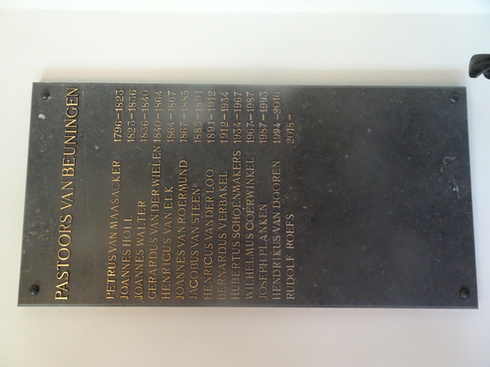 PASTOORS VAN BEUNINGEN
PETRUS VAN MAASACKER 1796-1823
JOANNES HOLL 1823-1836
JOANNES WALTER 1836-1840
GERARDUS VAN DER WIELEN 1840-1864
HENRICUS VAN ELK 1864-1867
JOANNES VAN ROERMUND 1867-1885
JACOBUS VAN STEEN 1885-1891
HENRICUS VAN DER LOO 1891-1912
BERNARDUS VERBAKEL 1912-1934
HUBERTUS SCHOENMAKERS 1934-1967
WILHELMUS COERWINKEL 1967-1987
JOSEPH PLANKEN 1987-1993
HENDRIKUS VAN DOOREN 1994-2016
RUDOLF ROEFS 2018-